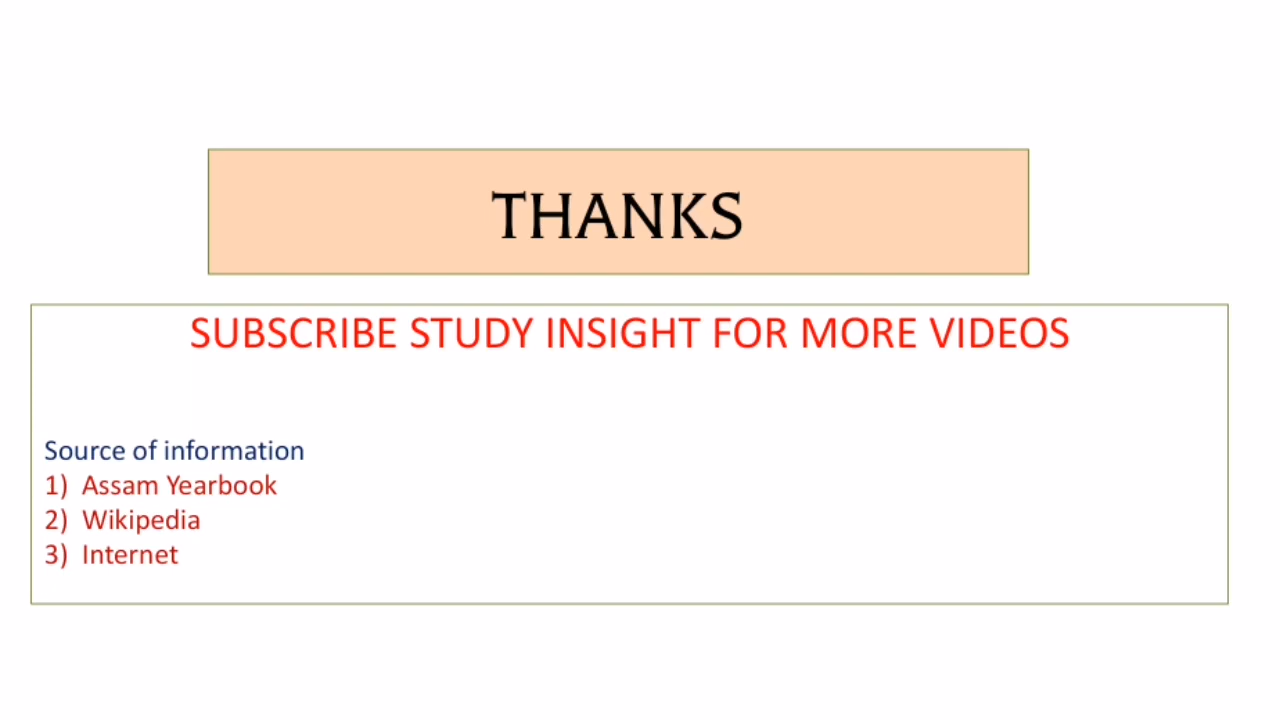 THANKS
SUBSCRIBE STUDY INSIGHT FOR MORE VIDEOS
Source of information
1) Assam Yearbook
2) Wikipedia
3) Internet